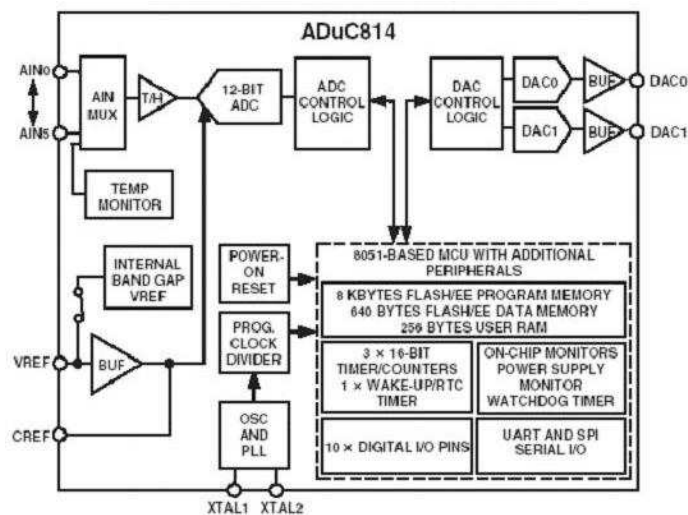 ADuC814
AIN0
AIN5
AIN
MUX
T/H
12-BIT
ADC
ADC
CONTROL
LOGIC
DAC
CONTROL
LOGIC
DAC0
BUF
DAC0
DAC1
BUF
DAC1
TEMP
MONITOR
INTERNAL
BAND GAP
VREF
POWER-
ON
RESET
PROG.
CLOCK
DIVIDER
OSC
AND
PLL
VREF
BUF
CREF
XTAL1
XTAL2
8051-BASED MCU WITH ADDITIONAL
PERIPHERALS
8 KBYTES FLASH/EE PROGRAM MEMORY
640 BYTES FLASH/EE DATA MEMORY
256 BYTES USER RAM
3 × 16-BIT
TIMER/COUNTERS
1 × WAKE-UP/RTC
TIMER
ON-CHIP MONITORS
POWER SUPPLY
MONITOR
WATCHDOG TIMER
10 × DIGITAL I/O PINS
UART AND SPI
SERIAL I/O